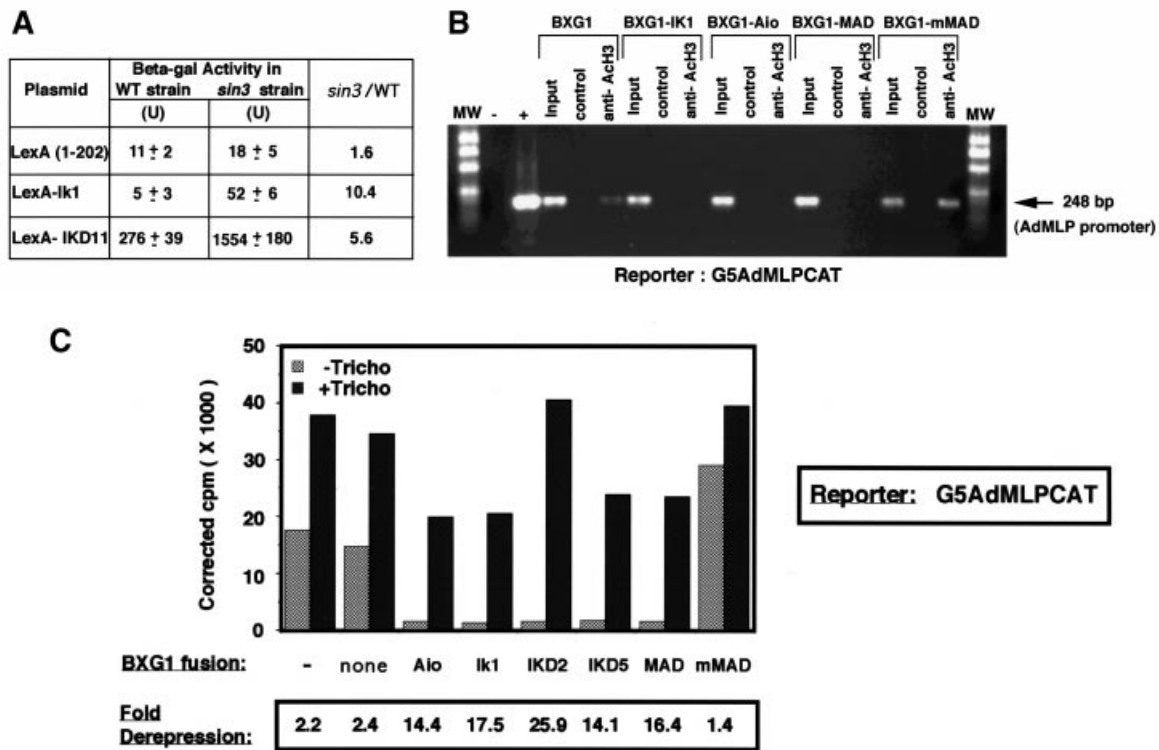 A
Plasmid
Beta-gal Activity in
WT strain sin3 strain
(U) (U)
sin3/WT
LexA (1-202) 11 ± 2 18 ± 5 1.6
LexA-Ik1 5 ± 3 52 ± 6 10.4
LexA- IKD11 276 ± 39 1554 ± 180 5.6
B
BXG1 BXG1-IK1 BXG1-Aio BXG1-MAD BXG1-mMAD
MW - + Input control anti- AcH3 Input control anti- AcH3 Input control anti- AcH3 Input control anti- AcH3 Input control anti- AcH3 MW
248 bp
(AdMLP promoter)
Reporter : G5AdMLPCAT
C
Corrected cpm ( X 1000 )
50
40
30
20
10
0
-Tricho
+Tricho
BXG1 fusion: - none Aio Ik1 IKD2 IKD5 MAD mMAD
Fold
Derepression: 2.2 2.4 14.4 17.5 25.9 14.1 16.4 1.4
Reporter: G5AdMLPCAT